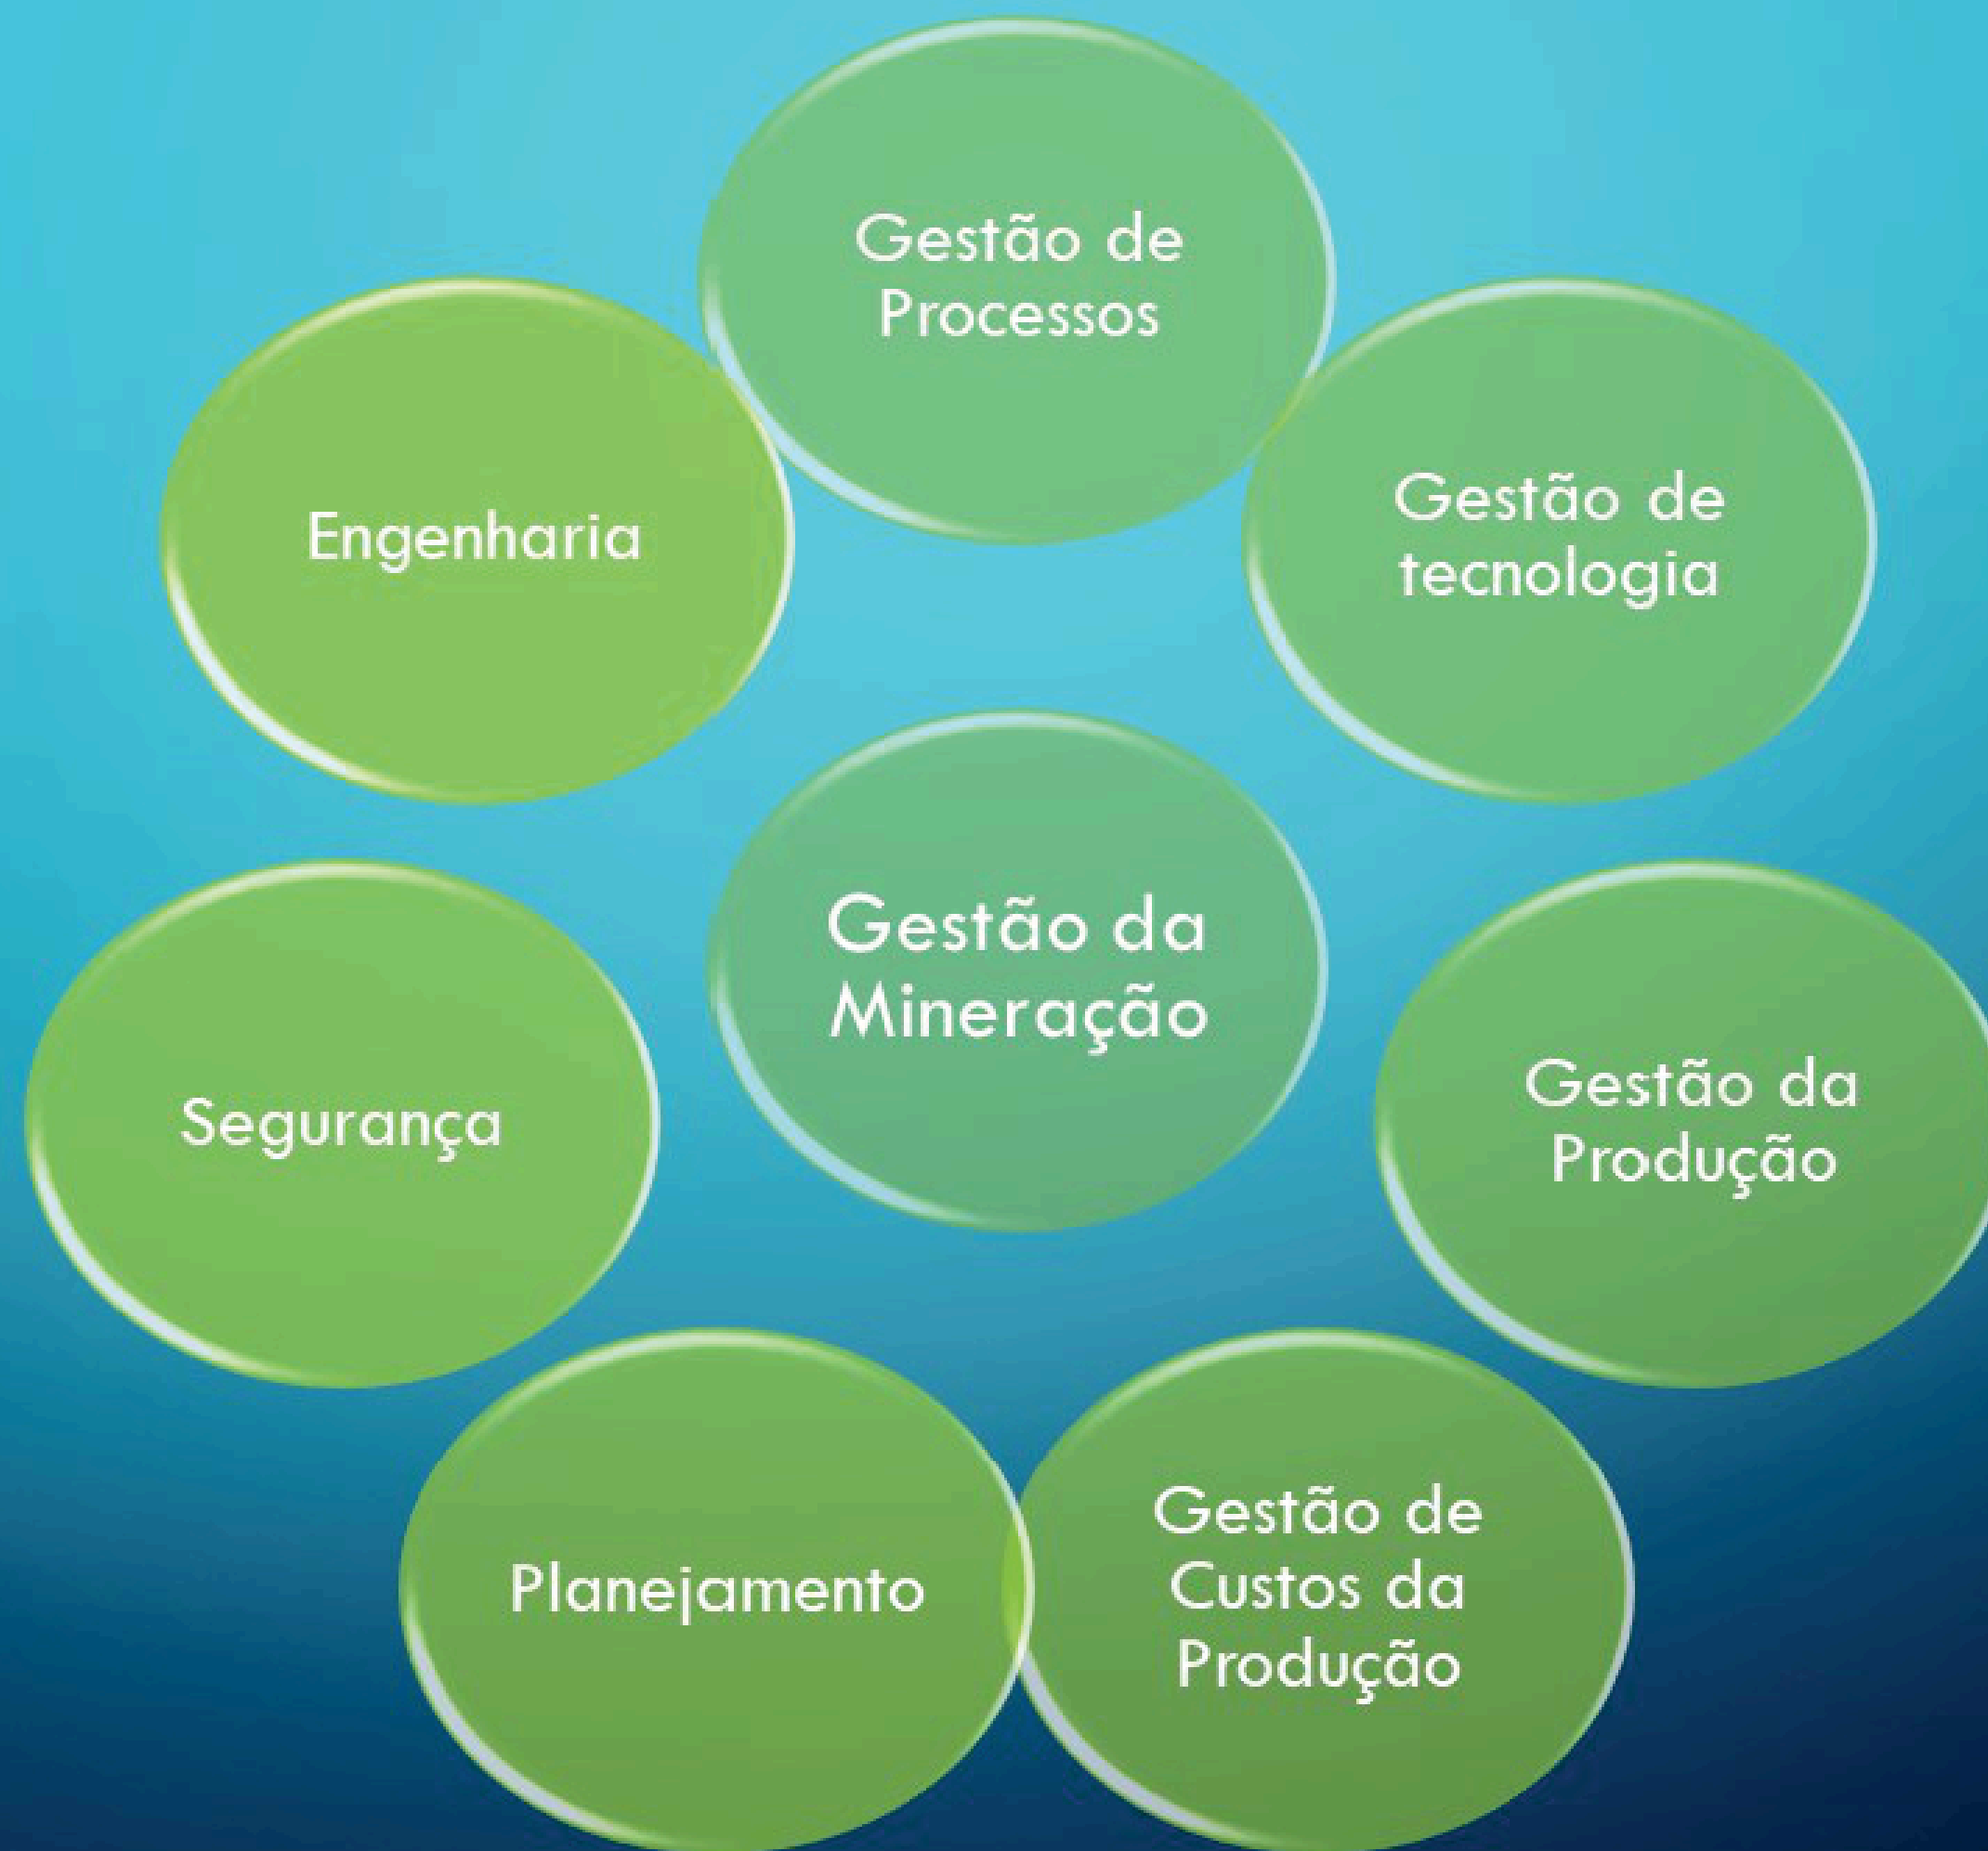 Gestão de
Processos
Gestão de
tecnologia
Engenharia
Gestão da
Mineração
Gestão da
Produção
Segurança
Gestão de
Custos da
Produção
Planejamento